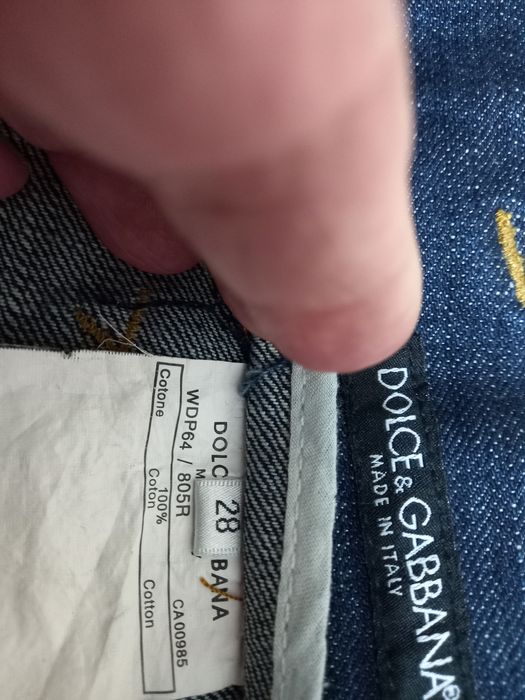 DOLCE & GABBANA
MADE IN ITALY
DOLC BANA
M
28
WDP64 / 805R CA00985
Cotone 100% Coton Cotton